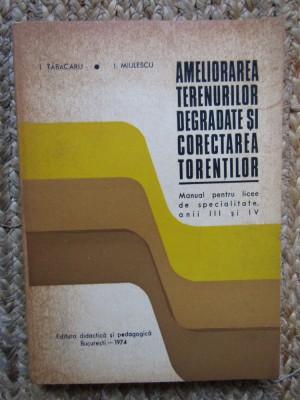 I. TĂBĂCARU • I. MIULESCU
AMELIORAREA
TERENURILOR
DEGRADATE ȘI
CORECTAREA
TORENȚILOR
Manual pentru licee
de specialitate,
anii III și IV
Editura didactică și pedagogică
București — 1974